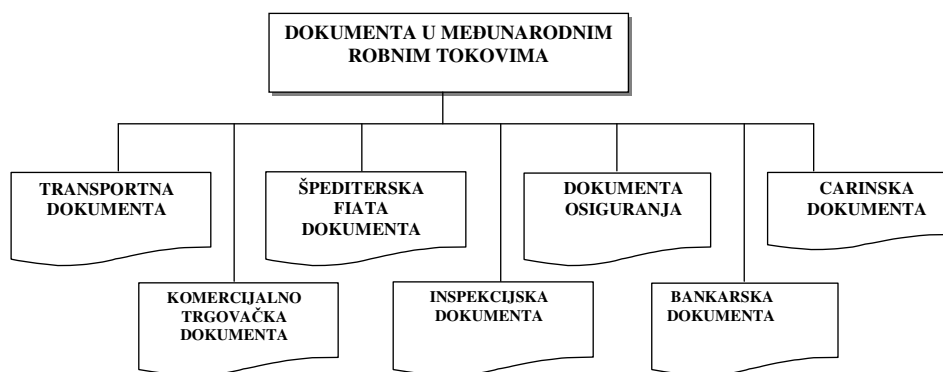 DOKUMENTA U MEĐUNARODNIM
ROBNIM TOKOVIMA
TRANSPORTNA
DOKUMENTA
ŠPEDITERSKA
FIATA
DOKUMENTA
DOKUMENTA
OSIGURANJA
CARINSKA
DOKUMENTA
KOMERCIJALNO
TRGOVAČKA
DOKUMENTA
INSPEKCIJSKA
DOKUMENTA
BANKARSKA
DOKUMENTA